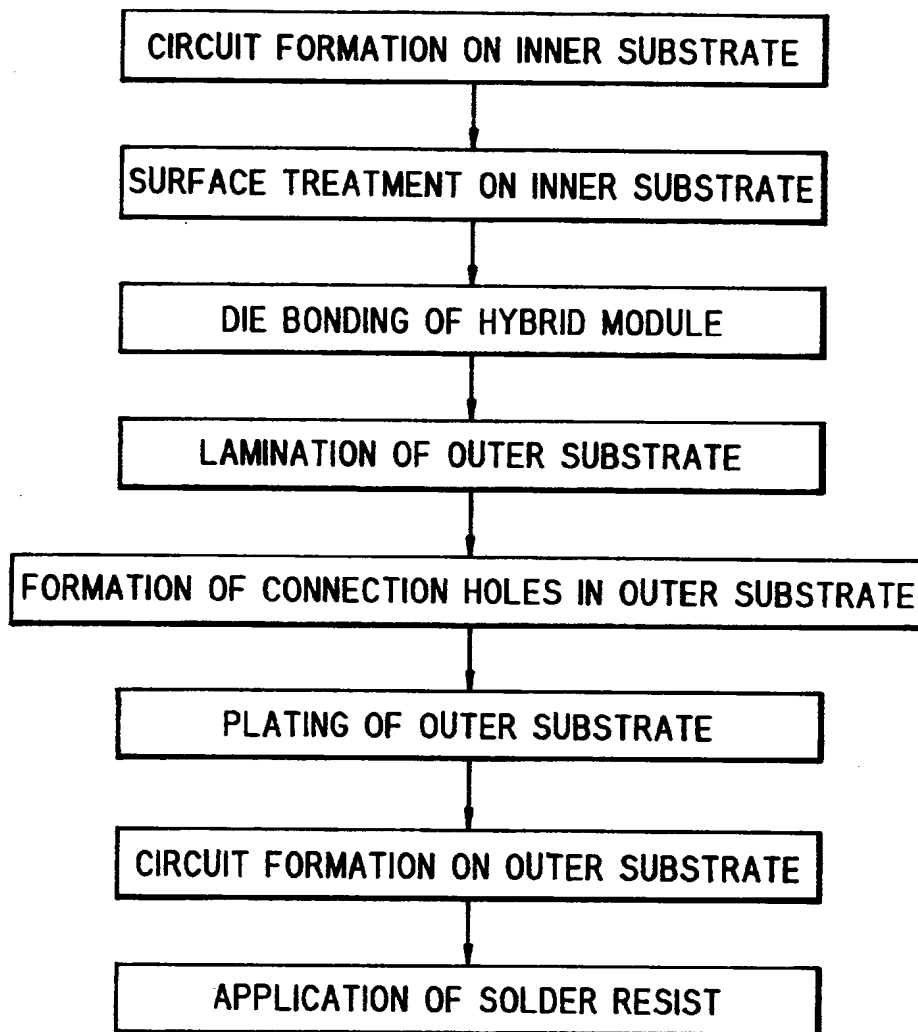 CIRCUIT FORMATION ON INNER SUBSTRATE
SURFACE TREATMENT ON INNER SUBSTRATE
DIE BONDING OF HYBRID MODULE
LAMINATION OF OUTER SUBSTRATE
FORMATION OF CONNECTION HOLES IN OUTER SUBSTRATE
PLATING OF OUTER SUBSTRATE
CIRCUIT FORMATION ON OUTER SUBSTRATE
APPLICATION OF SOLDER RESIST